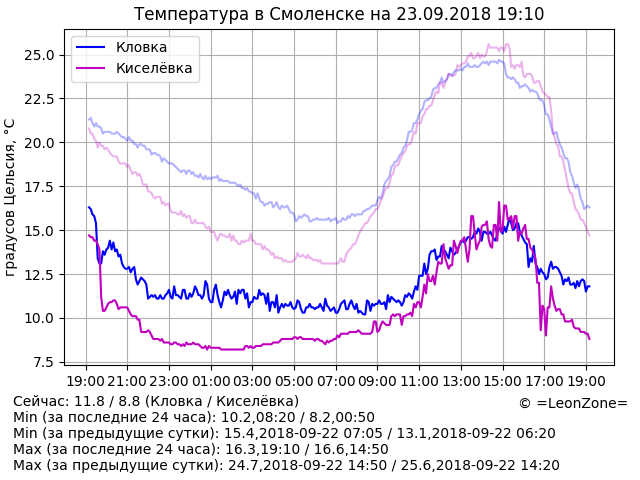 Температура в Смоленске на 23.09.2018 19:10
Кловка
Киселёвка
градусов Цельсия, °C
25.0
22.5
20.0
17.5
15.0
12.5
10.0
7.5
19:00 21:00 23:00 01:00 03:00 05:00 07:00 09:00 11:00 13:00 15:00 17:00 19:00
Сейчас: 11.8 / 8.8 (Кловка / Киселёвка)
© =LeonZone=
Min (за последние 24 часа): 10.2,08:20 / 8.2,00:50
Min (за предыдущие сутки): 15.4,2018-09-22 07:05 / 13.1,2018-09-22 06:20
Max (за последние 24 часа): 16.3,19:10 / 16.6,14:50
Max (за предыдущие сутки): 24.7,2018-09-22 14:50 / 25.6,2018-09-22 14:20